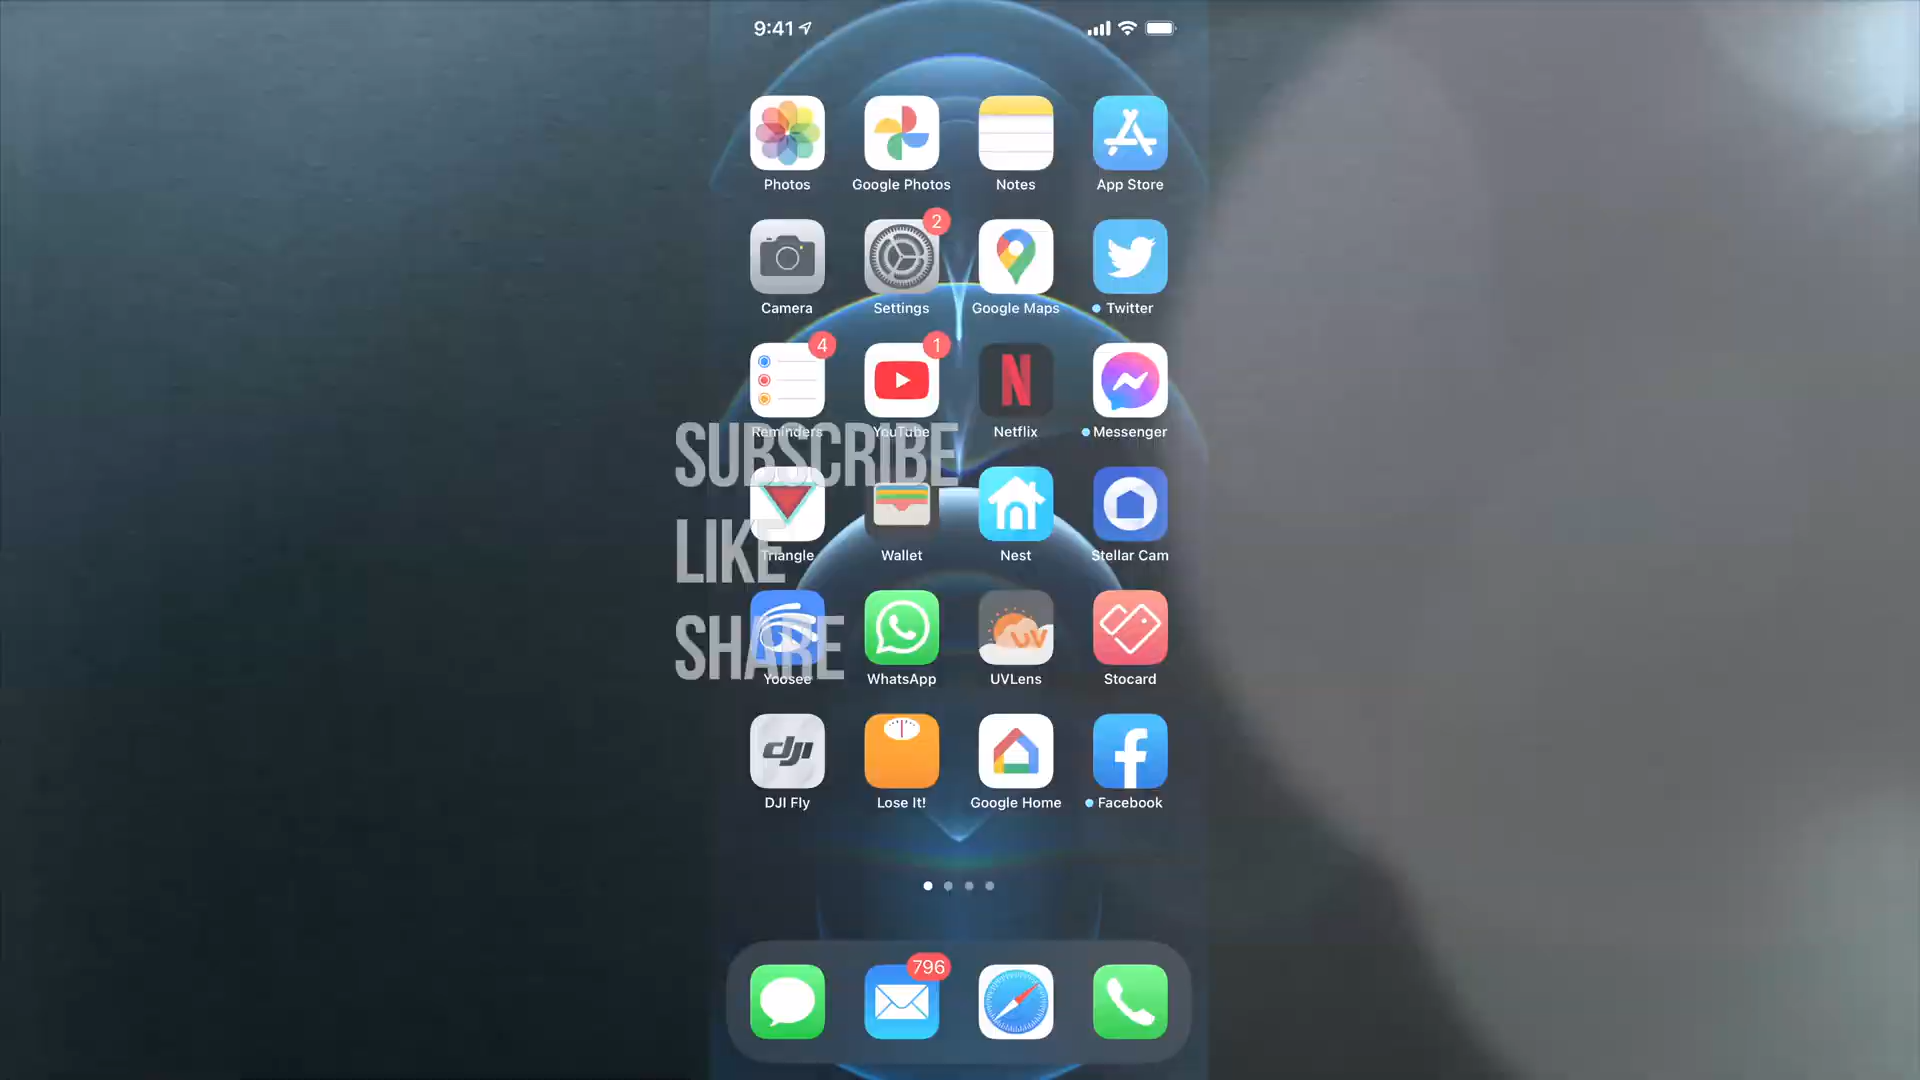 9:41
Photos Google Photos Notes App Store
2
Camera Settings Google Maps Twitter
4 1
N
Reminders YouTube Netflix Messenger
SUBSCRIBE
LIKE
Triangle Wallet Nest Stellar Cam
UV
SHARE
Yoosee WhatsApp UVLens Stocard
dji
DJI Fly Lose It! Google Home Facebook
796